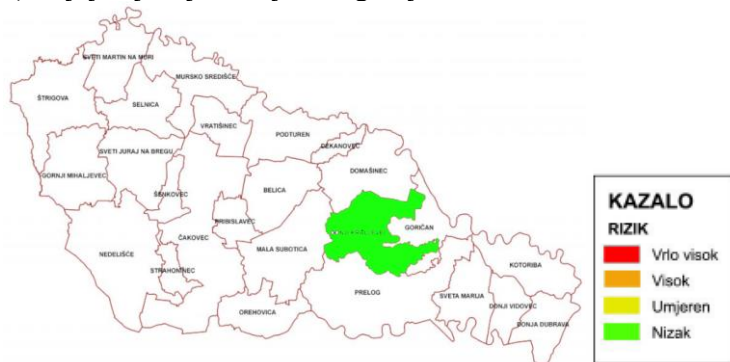 SVETI MARTIN NA MURI
MURSKO SREDIŠĆE
ŠTRIGOVA
SELNICA
VRATIŠINEC
PODTUREN
DEKANOVEC
SVETI JURAJ NA BREGU
GORNJI MIHALJEVEC
DOMAŠINEC
ŠENKOVEC
BELICA
BRIBISLAVEC
GORIČAN
ČAKOVEC
MALA SUBOTICA
NEDELIŠĆE
STRAHONINEC
KOTORIBA
PRELOG
SVETA MARIJA
DONJI VIDOVEC
OREHOVICA
DONJA DUBRAVA
KAZALO
RIZIK
Vrlo visok
Visok
Umjeren
Nizak